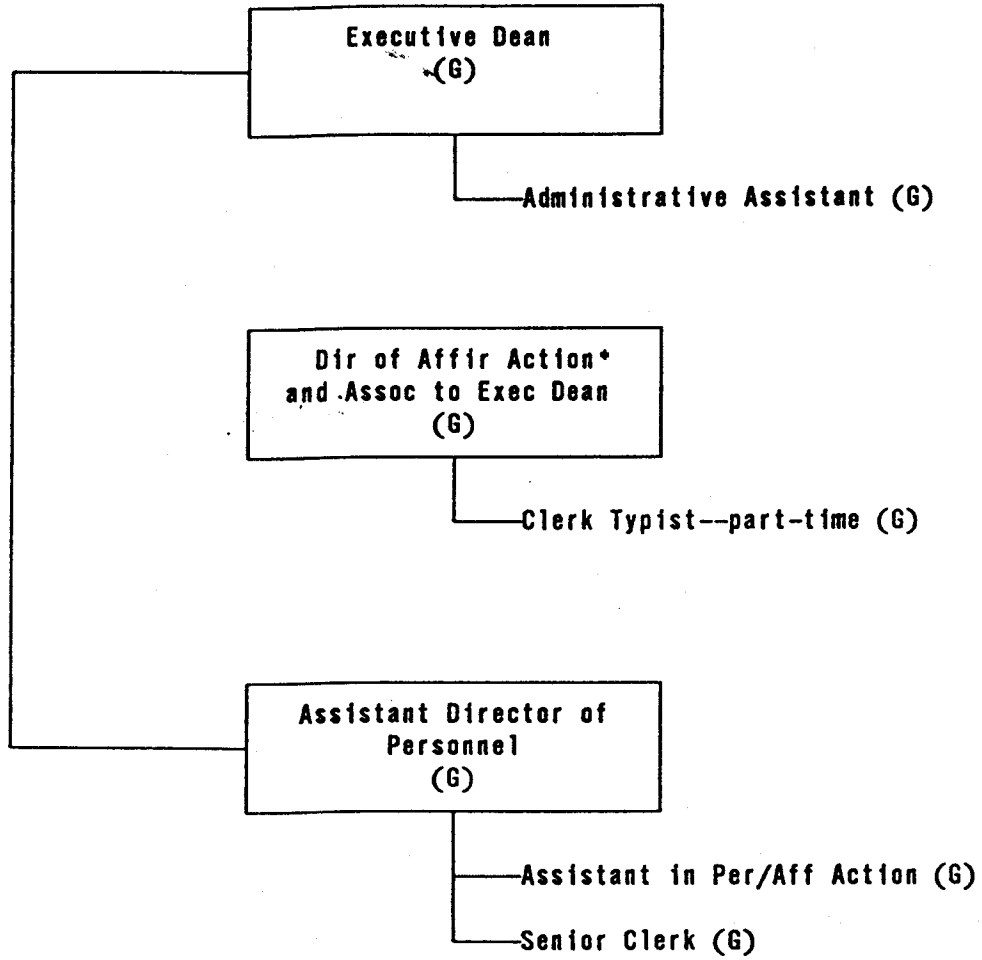 Executive Dean
(G)
Administrative Assistant (G)
Dir of Affir Action*
and Assoc to Exec Dean
(G)
Clerk Typist--part-time (G)
Assistant Director of
Personnel
(G)
Assistant in Per/Aff Action (G)
Senior Clerk (G)